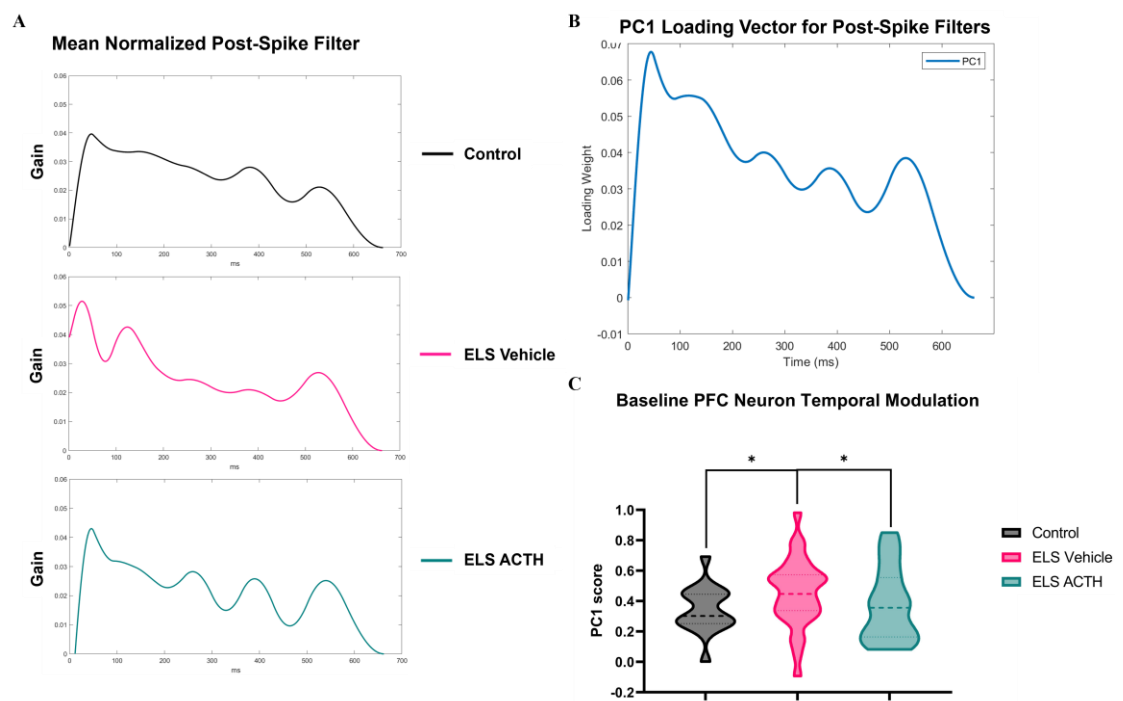 A
Mean Normalized Post-Spike Filter
0.06
0.05
0.04
0.03
0.02
0.01
0
Gain
0 100 200 300 400 500 600 700
ms
Control
0.06
0.05
0.04
0.03
0.02
0.01
0
Gain
0 100 200 300 400 500 600 700
ms
ELS Vehicle
0.06
0.05
0.04
0.03
0.02
0.01
0
Gain
0 100 200 300 400 500 600 700
ms
ELS ACTH
B
PC1 Loading Vector for Post-Spike Filters
0.07
0.06
0.05
0.04
0.03
0.02
0.01
0
-0.01
Loading Weight
0 100 200 300 400 500 600
Time (ms)
PC1
C
Baseline PFC Neuron Temporal Modulation
* *
1.0
0.8
0.6
0.4
0.2
0.0
-0.2
PC1 score
Control
ELS Vehicle
ELS ACTH